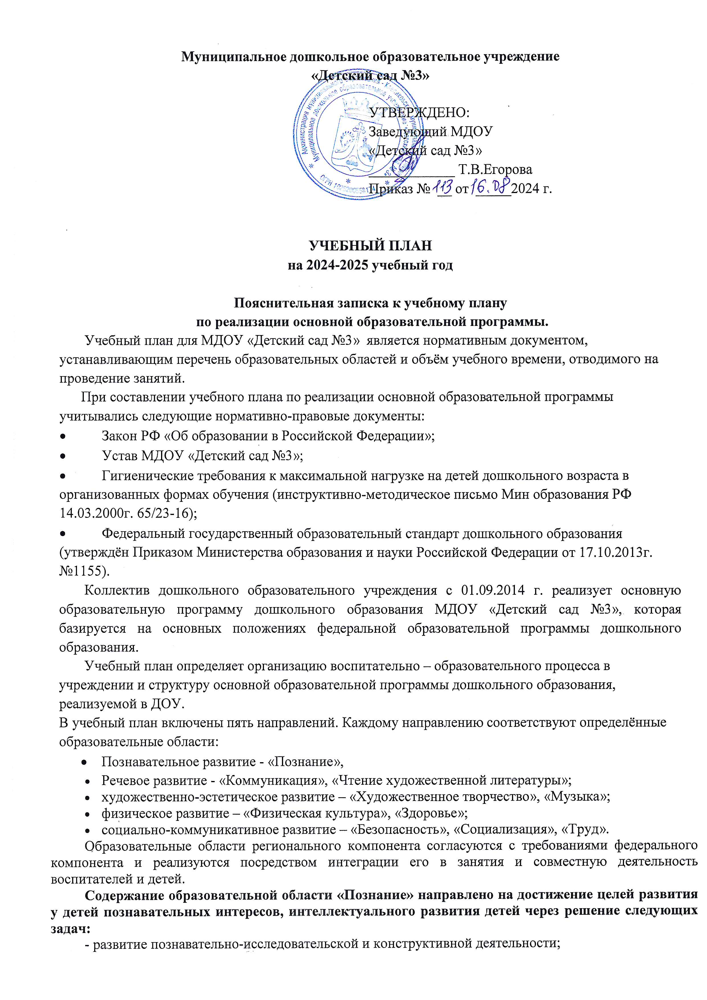 Муниципальное дошкольное образовательное учреждение
«Детский сад №3»
УТВЕРЖДЕНО:
Заведующий МДОУ
«Детский сад №3»
Т.В.Егорова
Приказ № 113 от 16.08 2024 г.
УЧЕБНЫЙ ПЛАН
на 2024-2025 учебный год
Пояснительная записка к учебному плану
по реализации основной образовательной программы.
Учебный план для МДОУ «Детский сад №3» является нормативным документом,
устанавливающим перечень образовательных областей и объём учебного времени, отводимого на
проведение занятий.
При составлении учебного плана по реализации основной образовательной программы
учитывались следующие нормативно-правовые документы:
• Закон РФ «Об образовании в Российской Федерации»;
• Устав МДОУ «Детский сад №3»;
• Гигиенические требования к максимальной нагрузке на детей дошкольного возраста в
организованных формах обучения (инструктивно-методическое письмо Мин образования РФ
14.03.2000г. 65/23-16);
• Федеральный государственный образовательный стандарт дошкольного образования
(утверждён Приказом Министерства образования и науки Российской Федерации от 17.10.2013г.
№1155).
Коллектив дошкольного образовательного учреждения с 01.09.2014 г. реализует основную
образовательную программу дошкольного образования МДОУ «Детский сад №3», которая
базируется на основных положениях федеральной образовательной программы дошкольного
образования.
Учебный план определяет организацию воспитательно – образовательного процесса в
учреждении и структуру основной образовательной программы дошкольного образования,
реализуемой в ДОУ.
В учебный план включены пять направлений. Каждому направлению соответствуют определённые
образовательные области:
• Познавательное развитие - «Познание»,
• Речевое развитие - «Коммуникация», «Чтение художественной литературы»;
• художественно-эстетическое развитие – «Художественное творчество», «Музыка»;
• физическое развитие – «Физическая культура», «Здоровье»;
• социально-коммуникативное развитие – «Безопасность», «Социализация», «Труд».
Образовательные области регионального компонента согласуются с требованиями федерального
компонента и реализуются посредством интеграции его в занятия и совместную деятельность
воспитателей и детей.
Содержание образовательной области «Познание» направлено на достижение целей развития
у детей познавательных интересов, интеллектуального развития детей через решение следующих
задач:
- развитие познавательно-исследовательской и конструктивной деятельности;